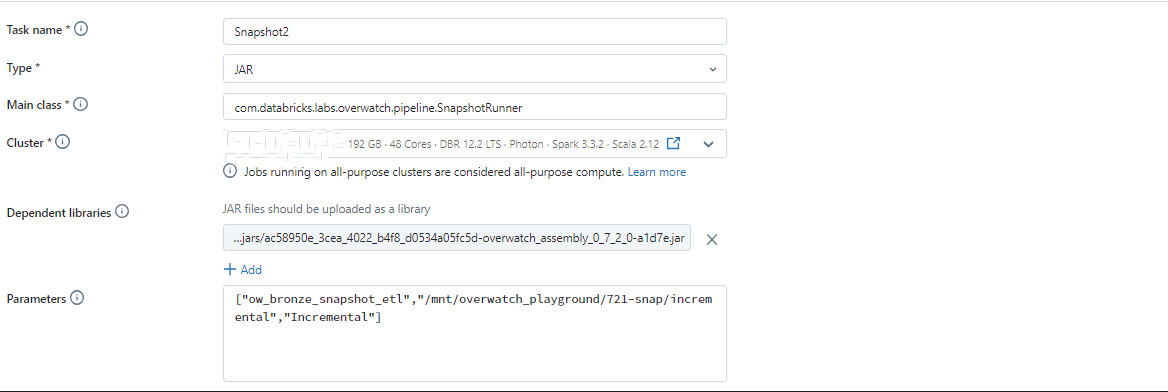 Task name *
Snapshot2
Type *
JAR
Main class *
com.databricks.labs.overwatch.pipeline.SnapshotRunner
Cluster *
192 GB · 48 Cores · DBR 12.2 LTS · Photon · Spark 3.3.2 · Scala 2.12
Jobs running on all-purpose clusters are considered all-purpose compute. Learn more
Dependent libraries
JAR files should be uploaded as a library
...jars/ac58950e_3cea_4022_b4f8_d0534a05fc5d-overwatch_assembly_0_7_2_0-a1d7e.jar
+ Add
Parameters
["ow_bronze_snapshot_etl","/mnt/overwatch_playground/721-snap/increm
ental","Incremental"]